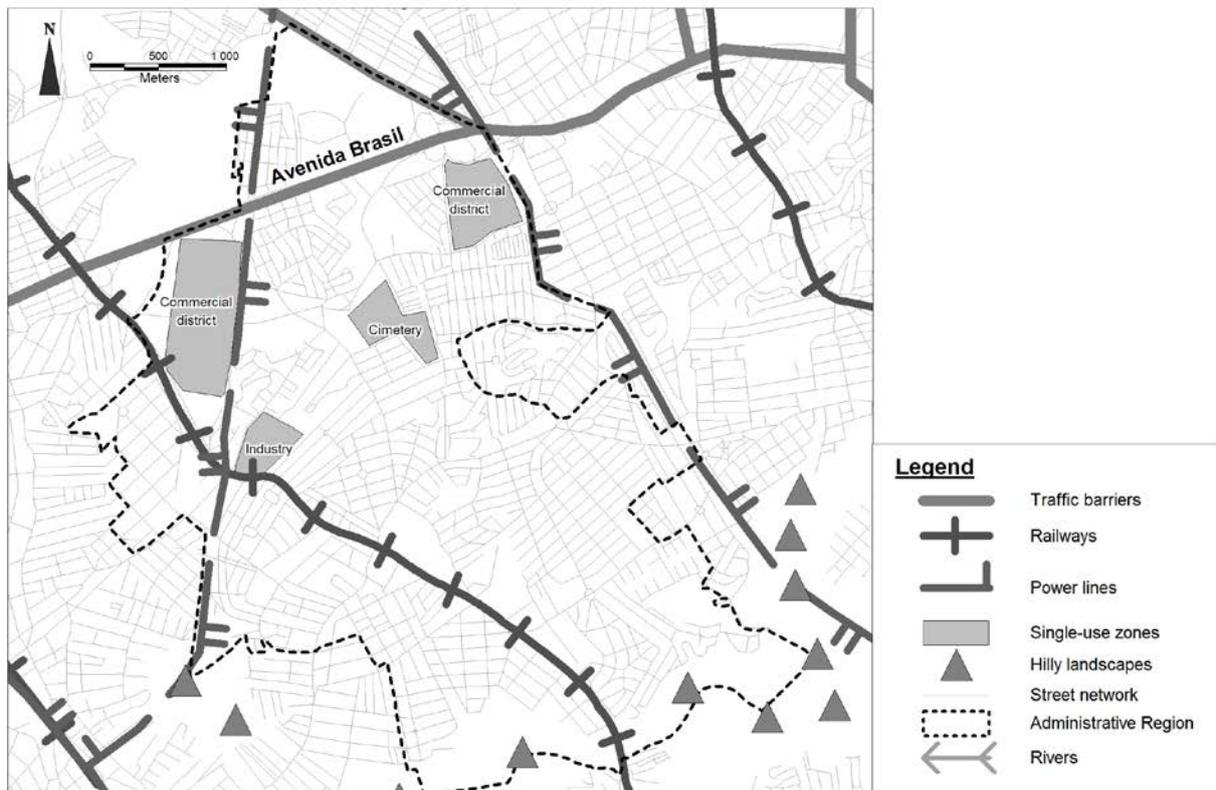 N
0 500 1 000
Meters
Avenida Brasil
Commercial
district
Commercial
district
Cimetery
Industry
Legend
Traffic barriers
Railways
Power lines
Single-use zones
Hilly landscapes
Street network
Administrative Region
Rivers